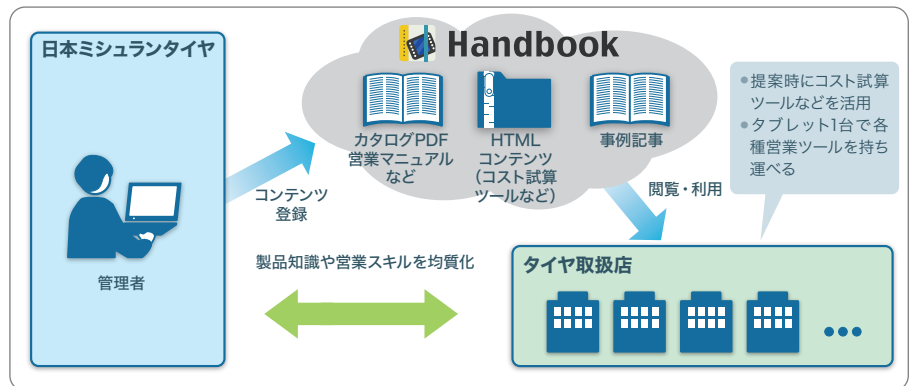 日本ミシュランタイヤ
管理者
コンテンツ
登録
Handbook
カタログPDF
営業マニュアル
など
HTML
コンテンツ
（コスト試算
ツールなど）
事例記事
閲覧・利用
●提案時にコスト試算
ツールなどを活用
●タブレット1台で各
種営業ツールを持ち
運べる
製品知識や営業スキルを均質化
タイヤ取扱店